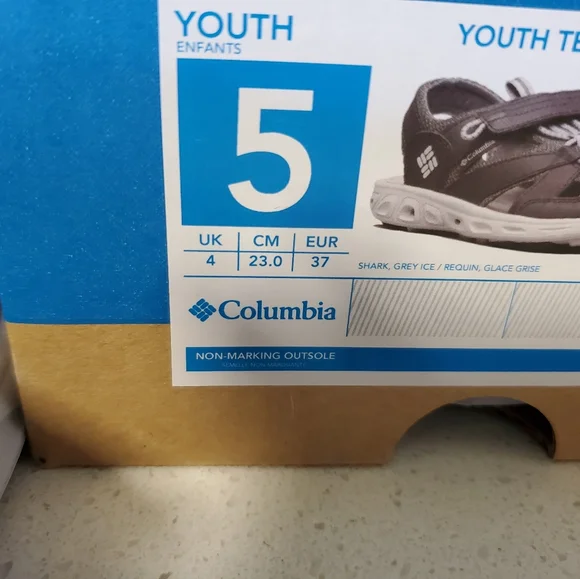 YOUTH
ENFANTS
YOUTH TE
5
UK CM EUR
4 23.0 37
Columbia
SHARK, GREY ICE / REQUIN, GLACE GRISE
Columbia
NON-MARKING OUTSOLE